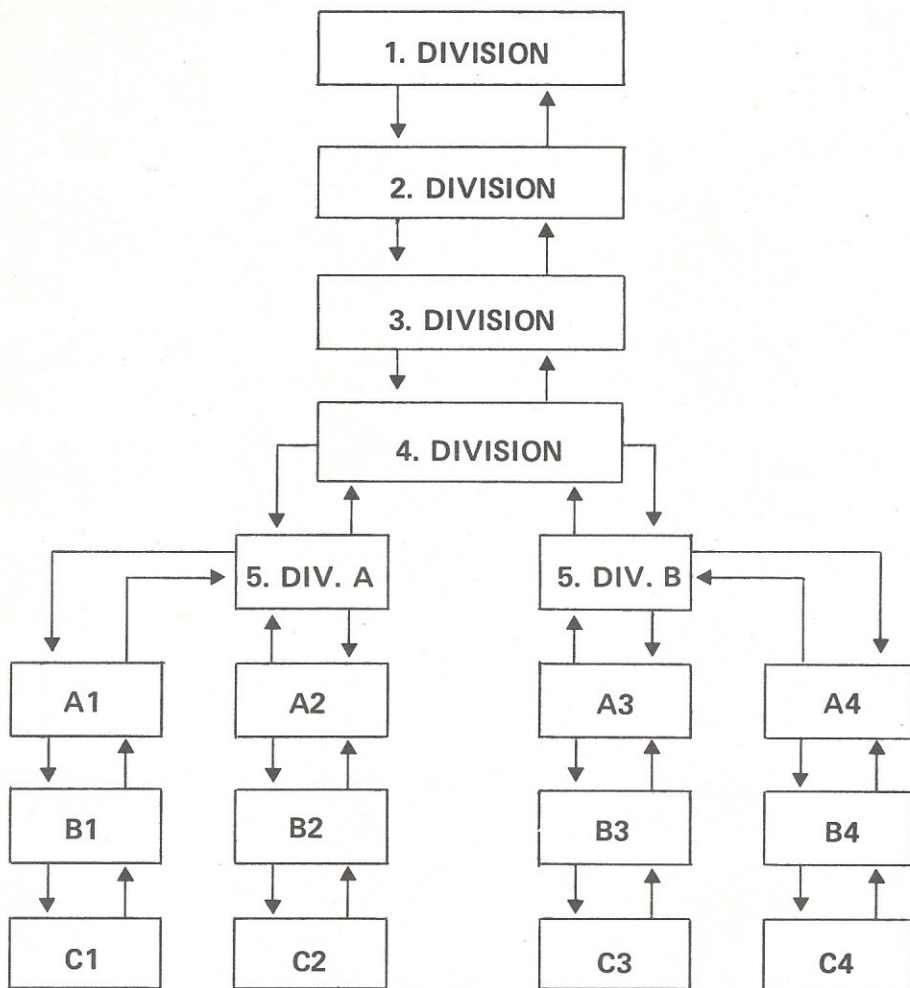 1. DIVISION
2. DIVISION
3. DIVISION
4. DIVISION
5. DIV. A
5. DIV. B
A1
A2
A3
A4
B1
B2
B3
B4
C1
C2
C3
C4